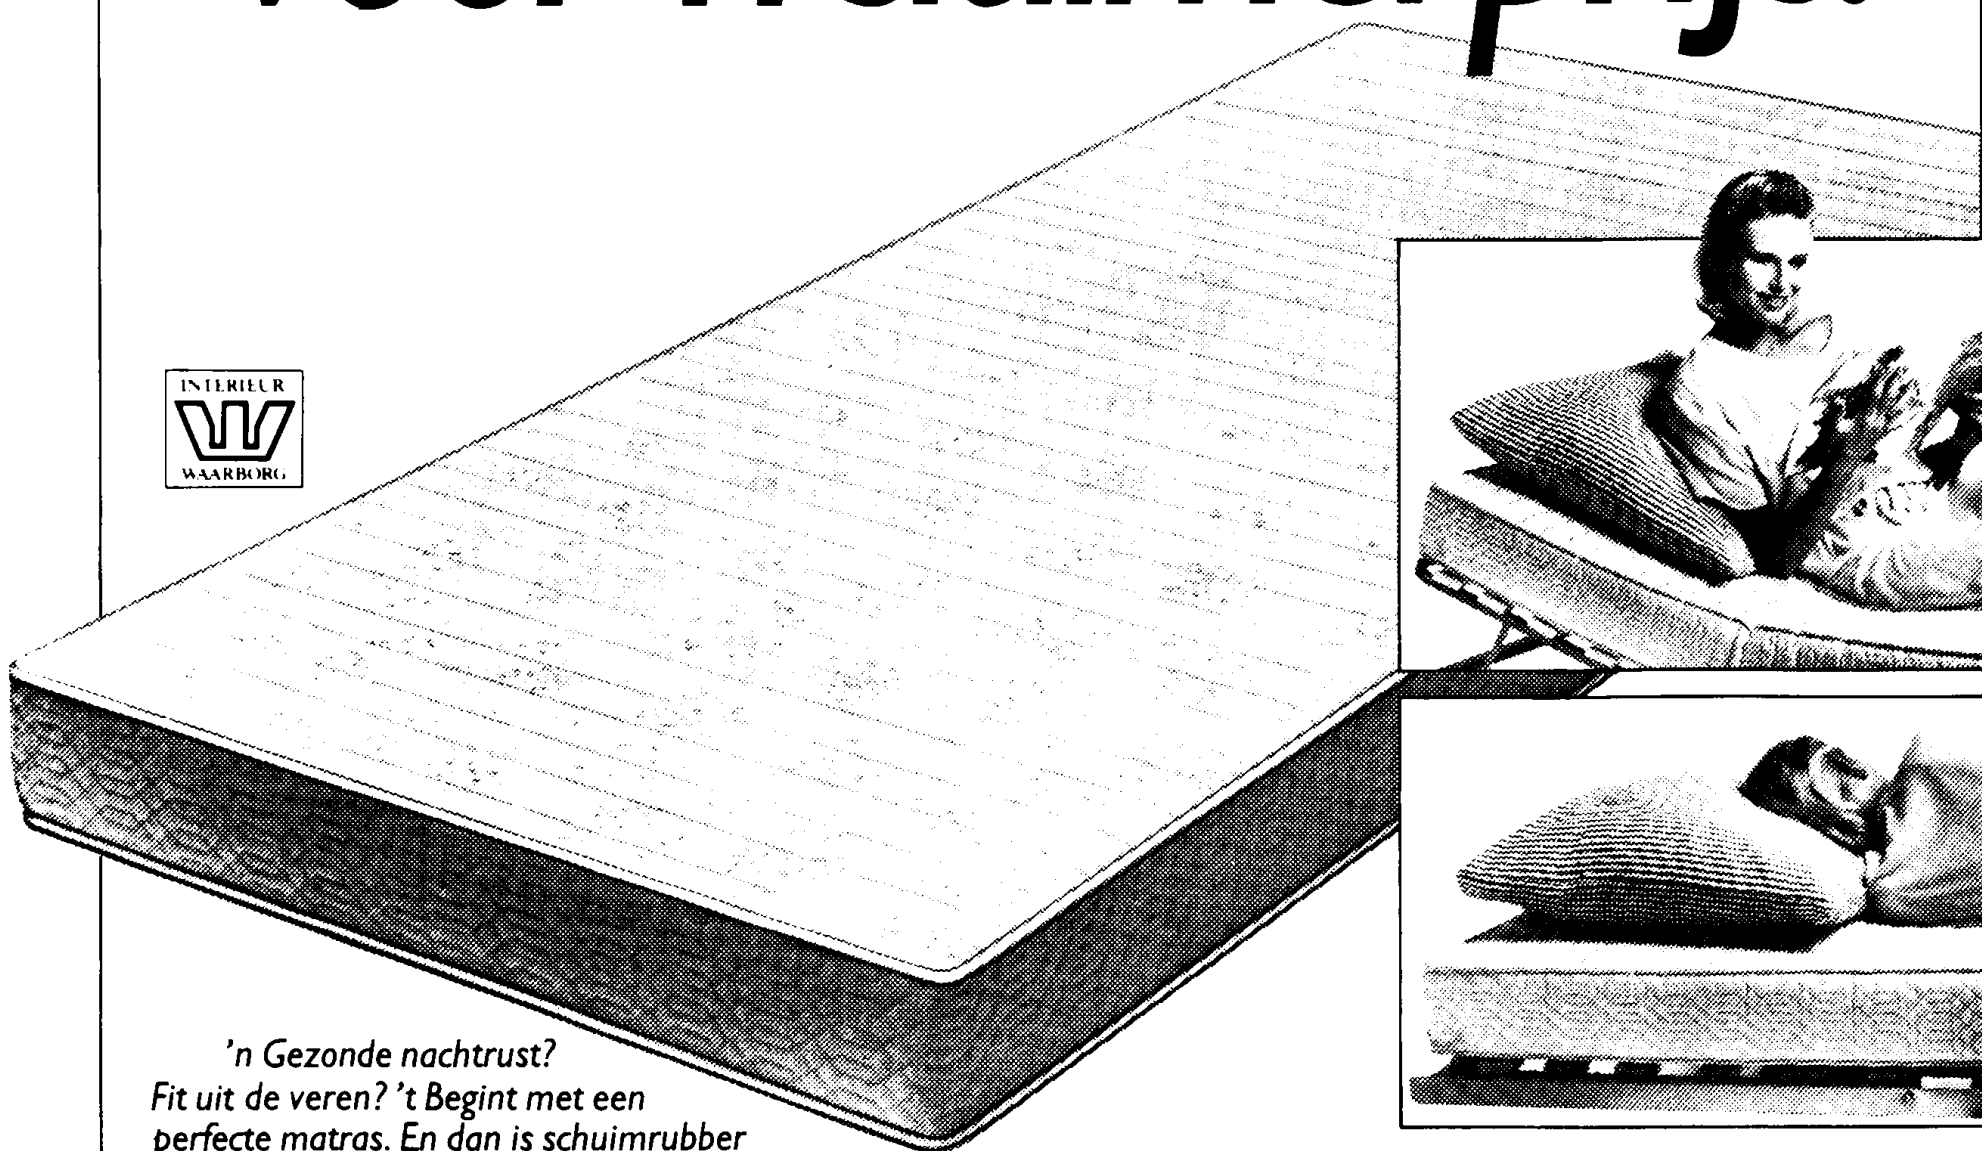 INTERIEUR
WAARBORG
'n Gezonde nachtrust?
Fit uit de veren? 't Begint met een
perfecte matras. En dan is schuimrubber